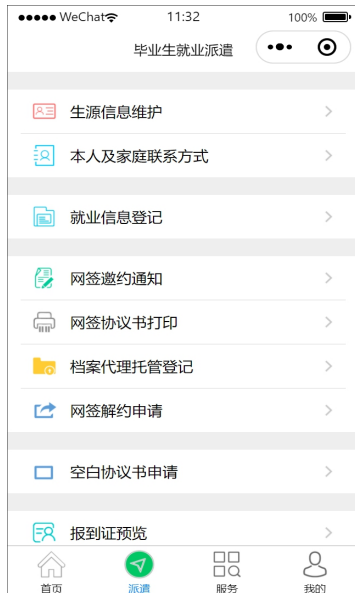 WeChat 11:32 100%
毕业生就业派遣
生源信息维护
本人及家庭联系方式
就业信息登记
网签邀约通知
网签协议书打印
档案代理托管登记
网签解约申请
空白协议书申请
报到证预览
首页 派遣 服务 我的